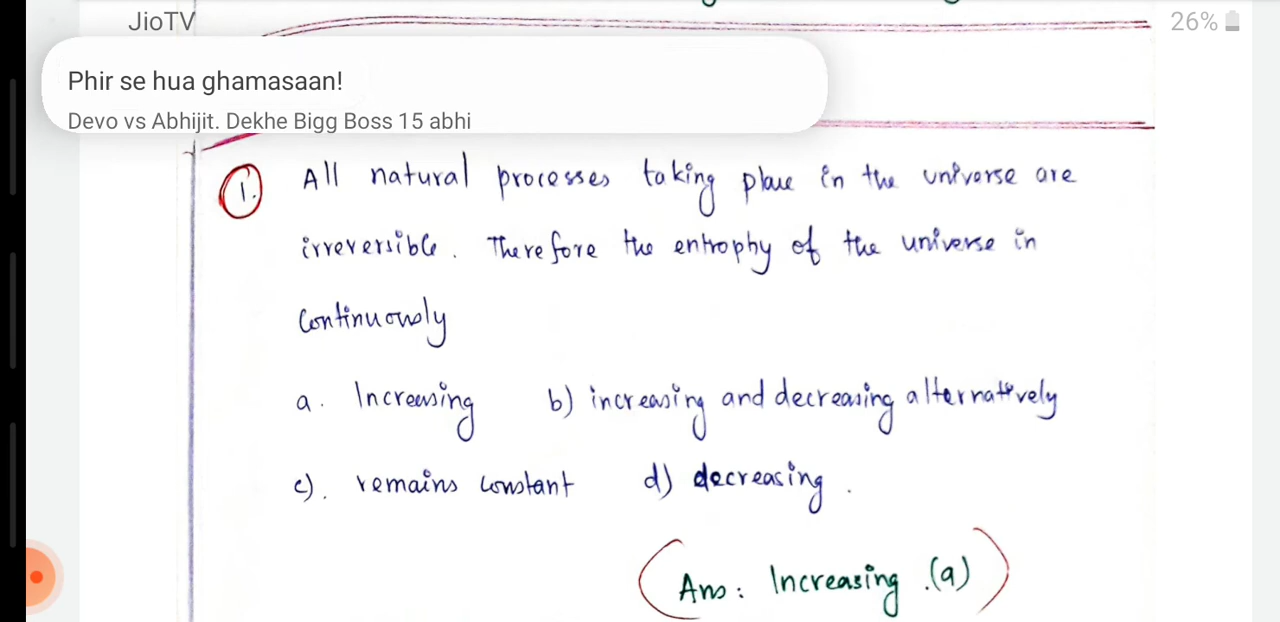 JioTV
26%
Phir se hua ghamasaan!
Devo vs Abhijit. Dekhe Bigg Boss 15 abhi
1. All natural processes taking place in the universe are
irreversible. Therefore the entrophy of the universe in
Continuously
a. Increasing b) increasing and decreasing alternatively
c). remains constant d) decreasing.
Ans: Increasing .(a)